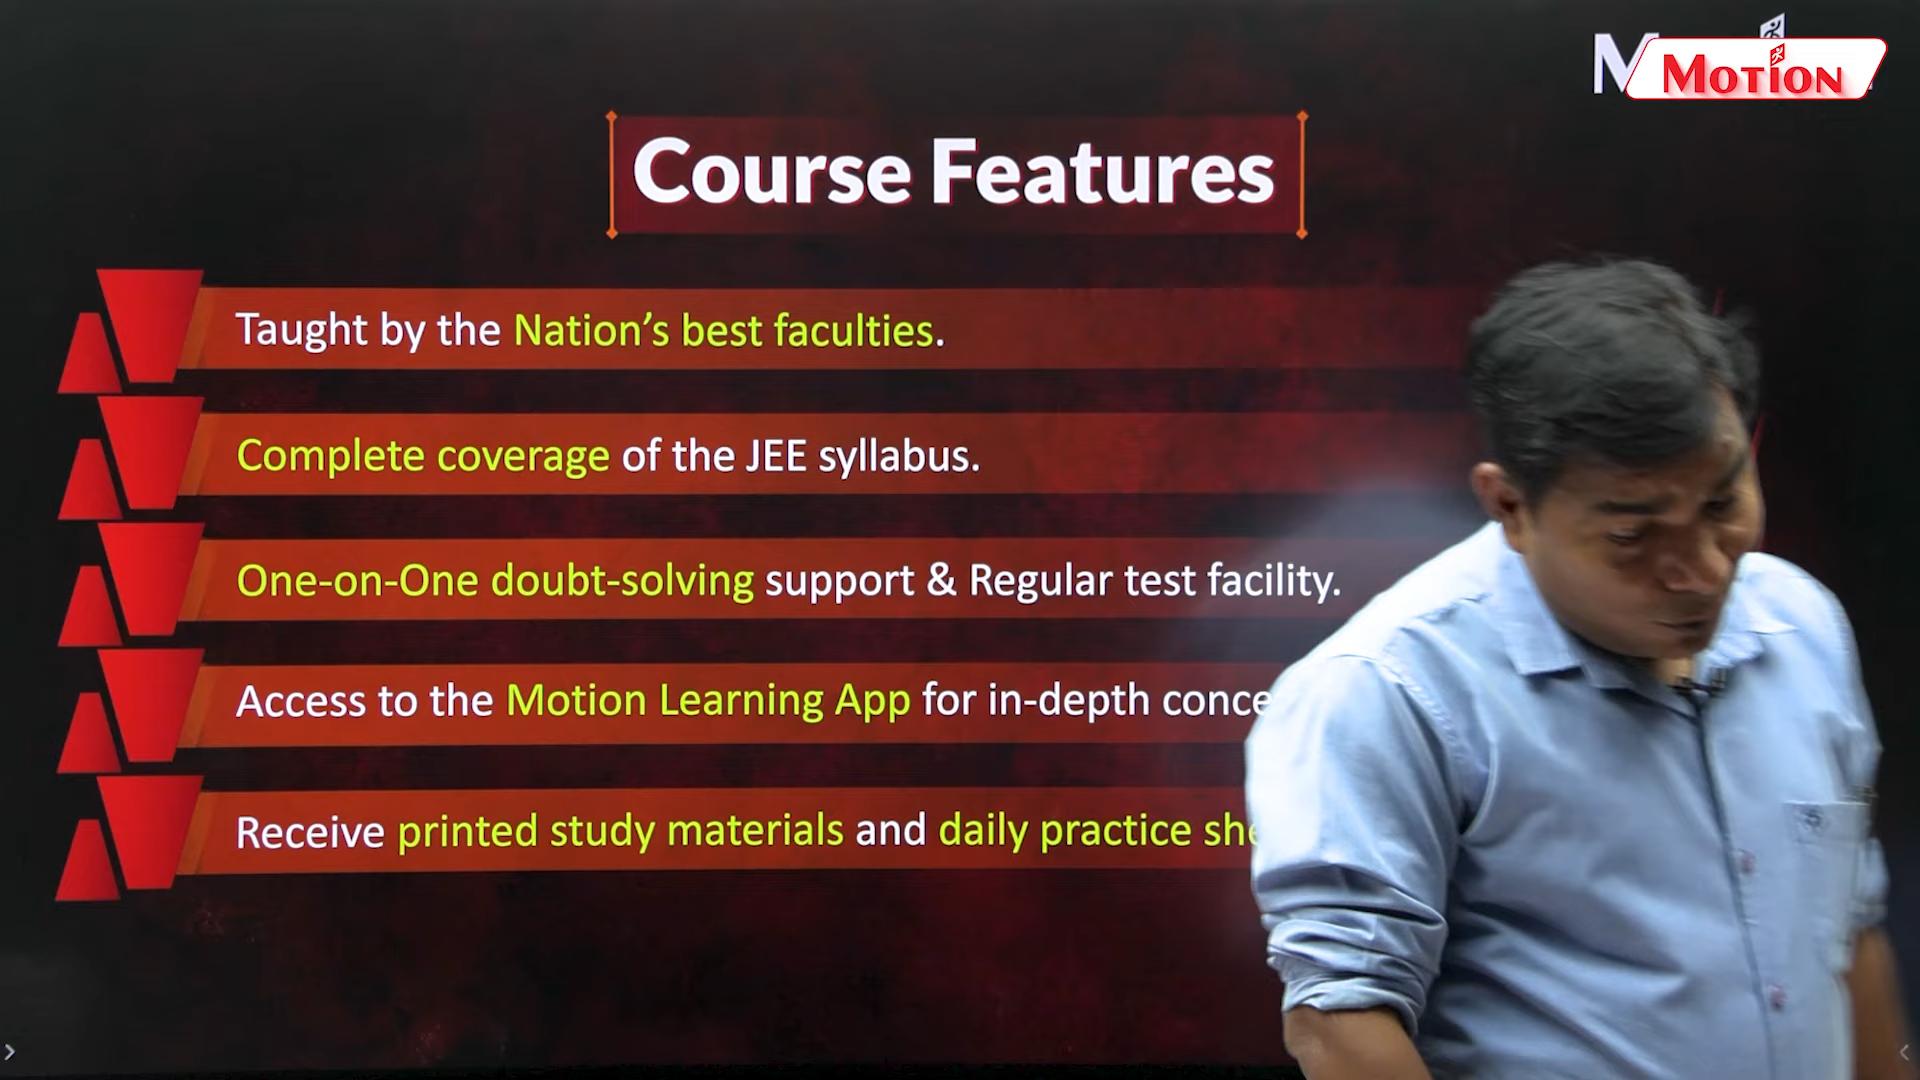 MOTION
Course Features
Taught by the Nation's best faculties.
Complete coverage of the JEE syllabus.
One-on-One doubt-solving support & Regular test facility.
Access to the Motion Learning App for in-depth
Receive printed study materials and daily practice